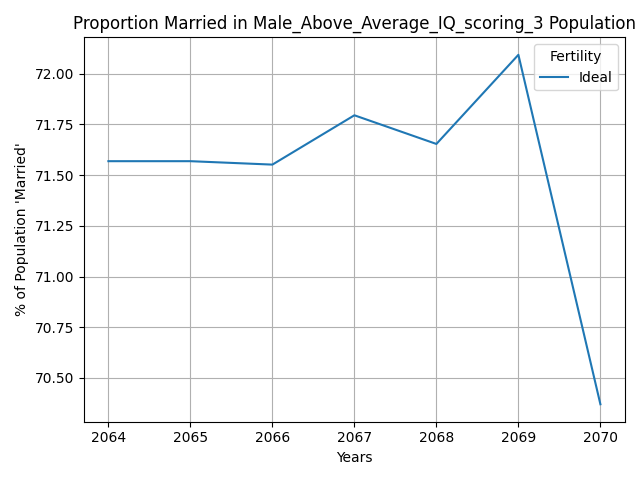 Proportion Married in Male_Above_Average_IQ_scoring_3 Population
Fertility
Ideal
% of Population 'Married'
72.00
71.75
71.50
71.25
71.00
70.75
70.50
2064 2065 2066 2067 2068 2069 2070
Years